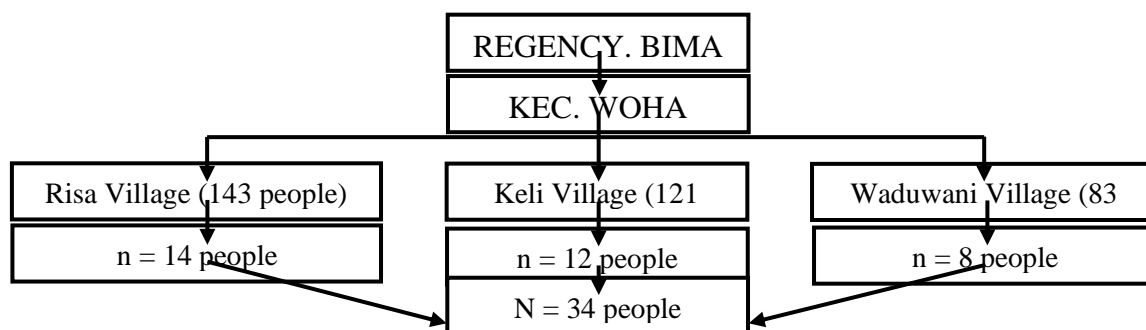 REGENCY. BIMA
KEC. WOHA
Risa Village (143 people)
Keli Village (121
Waduwani Village (83
n = 14 people
n = 12 people
n = 8 people
N = 34 people